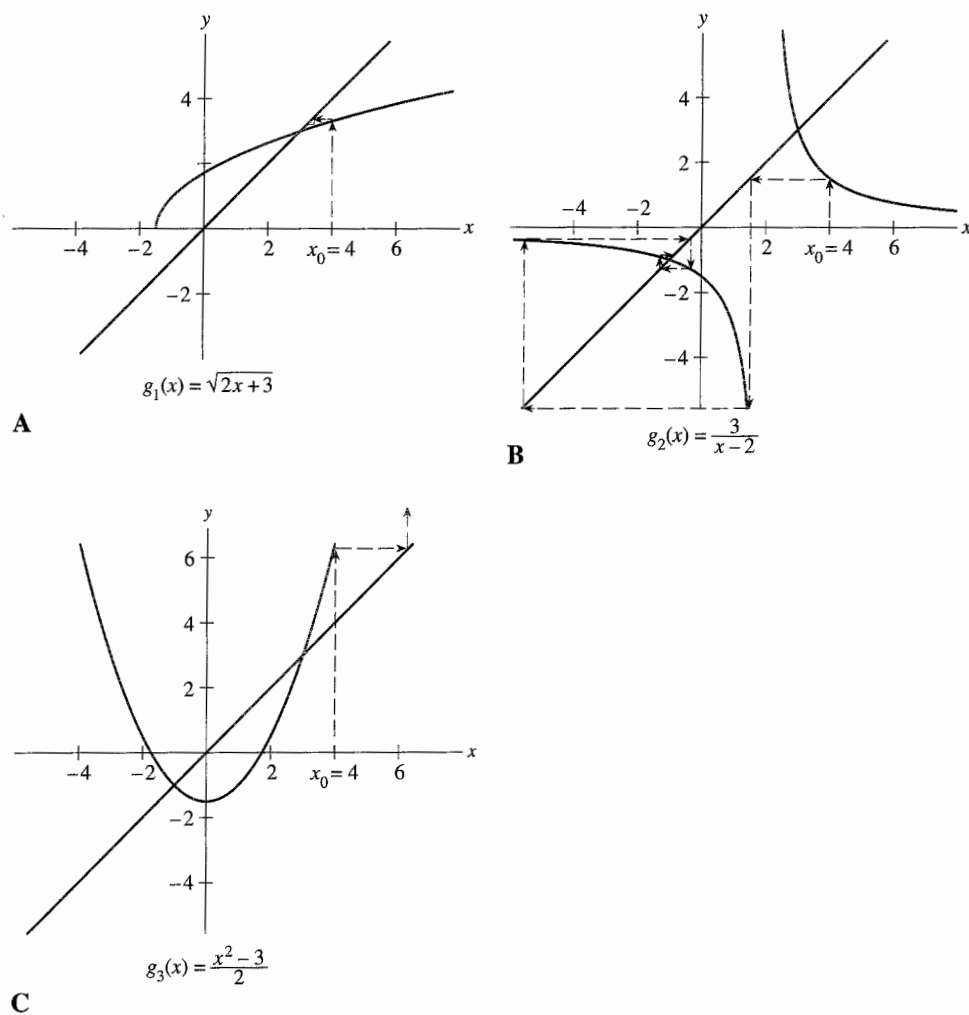 y
4
-4
-2
2
x₀ = 4
6
x
-2
g₁(x) = √(2x + 3)
A
y
4
2
-4
-2
2
x₀ = 4
6
x
-2
-4
g₂(x) = 3/(x - 2)
B
y
6
4
2
-4
-2
2
x₀ = 4
6
x
-2
-4
g₃(x) = (x² - 3)/2
C